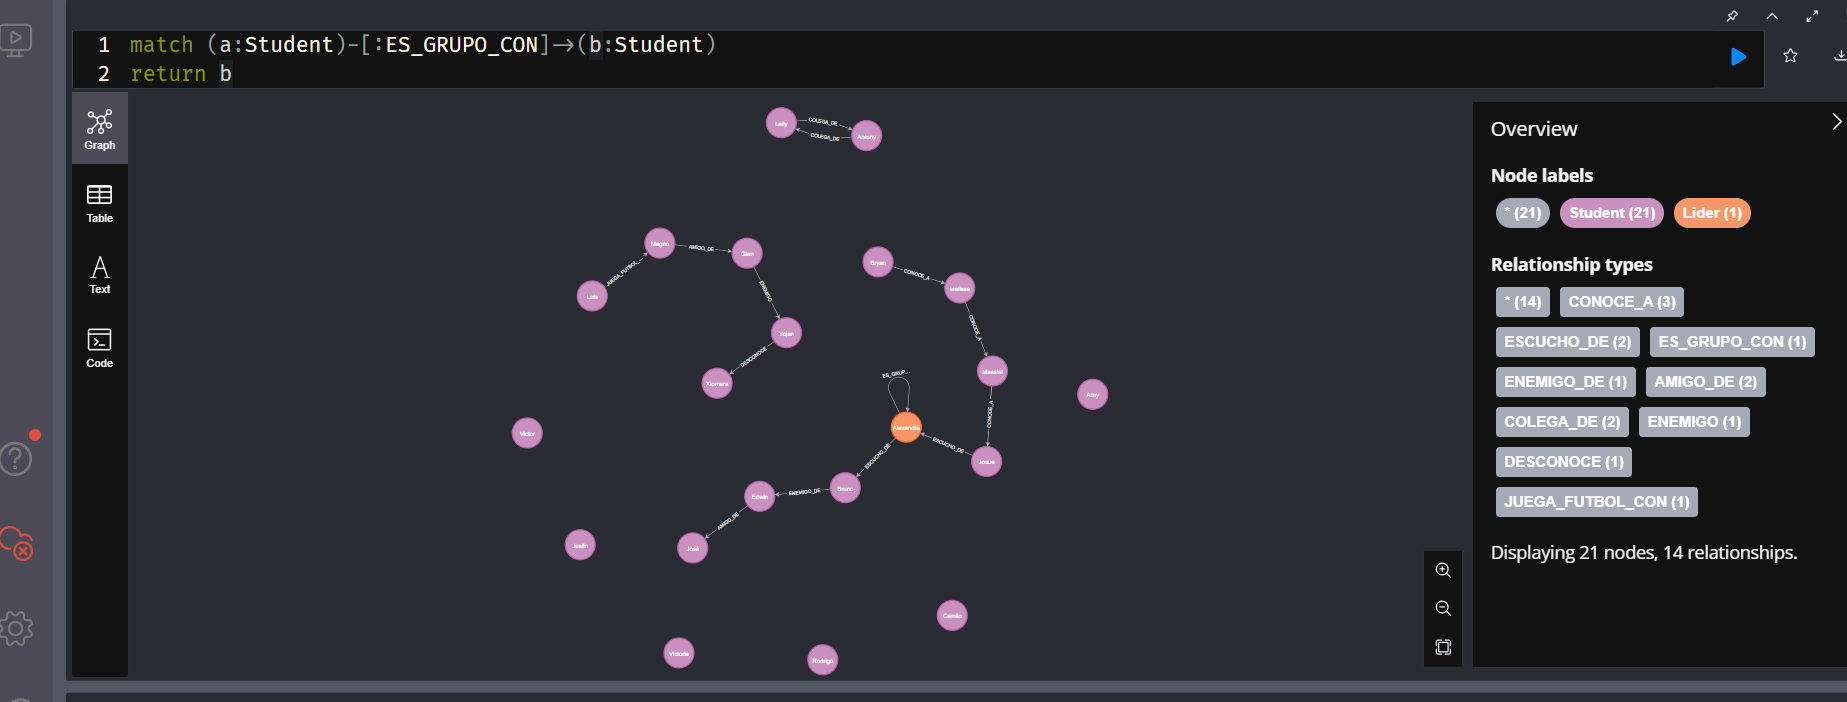 1 match (a:Student)-[:ES_GRUPO_CON]->(b:Student)
2 return b
Graph
Table
Text
Code
Leily
COLEGA_DE
COLEGA_DE
Antony
Magno
AMIGO_DE
Gian
JUEGA_FUTBOL_...
Luis
ENEMIGO
Yojan
DESCONOCE
Xiomara
Bryan
CONOCE_A
Melissa
CONOCE_A
CONOCE_A
Josue
Amy
ES_GRUP...
Alexandra
ESCUCHO_DE
ESCUCHO_DE
Bruno
ENEMIGO_DE
Edwin
AMIGO_DE
José
Victor
Justin
Camilo
Victoria
Rodrigo
Overview
Node labels
* (21) Student (21) Lider (1)
Relationship types
* (14) CONOCE_A (3)
ESCUCHO_DE (2) ES_GRUPO_CON (1)
ENEMIGO_DE (1) AMIGO_DE (2)
COLEGA_DE (2) ENEMIGO (1)
DESCONOCE (1)
JUEGA_FUTBOL_CON (1)
Displaying 21 nodes, 14 relationships.